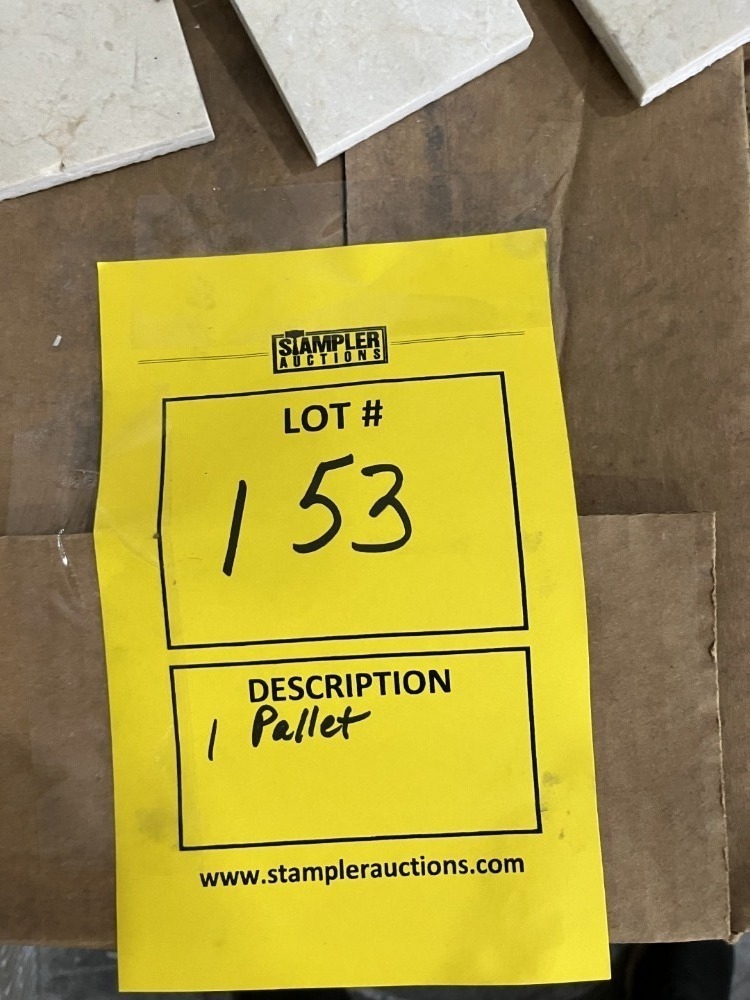 STAMPLER
AUCTIONS
LOT #
153
DESCRIPTION
1 Pallet
www.stamplerauctions.com